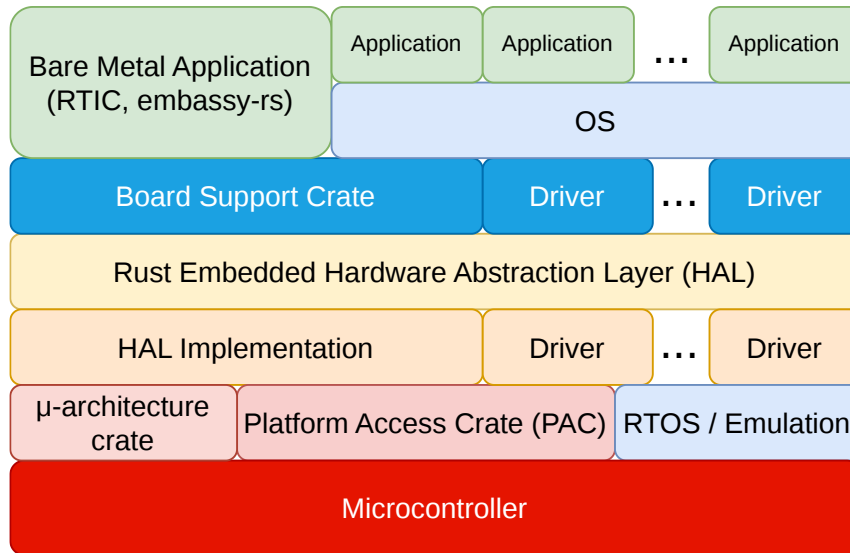 Bare Metal Application
(RTIC, embassy-rs)
Application
Application
...
Application
OS
Board Support Crate
Driver
...
Driver
Rust Embedded Hardware Abstraction Layer (HAL)
HAL Implementation
Driver
...
Driver
μ-architecture
crate
Platform Access Crate (PAC)
RTOS / Emulation
Microcontroller